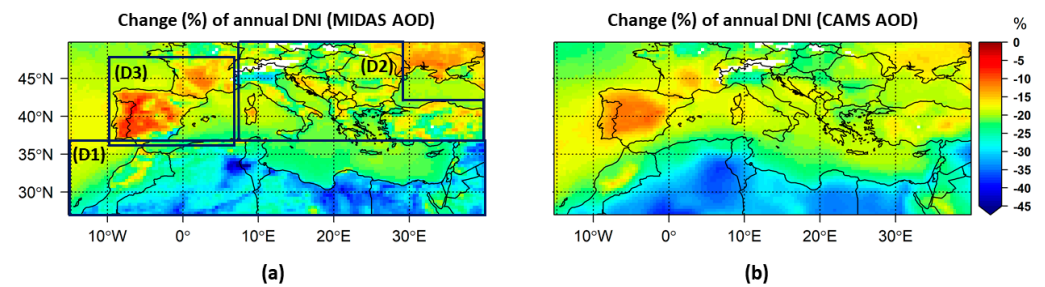 Change (%) of annual DNI (MIDAS AOD)
Change (%) of annual DNI (CAMS AOD)
%
(D3)
(D2)
(D1)
45°N
40°N
35°N
30°N
10°W 0° 10°E 20°E 30°E
45°N
40°N
35°N
30°N
10°W 0° 10°E 20°E 30°E
0
-5
-10
-15
20
-25
-30
-35
-40
-45
(a)
(b)